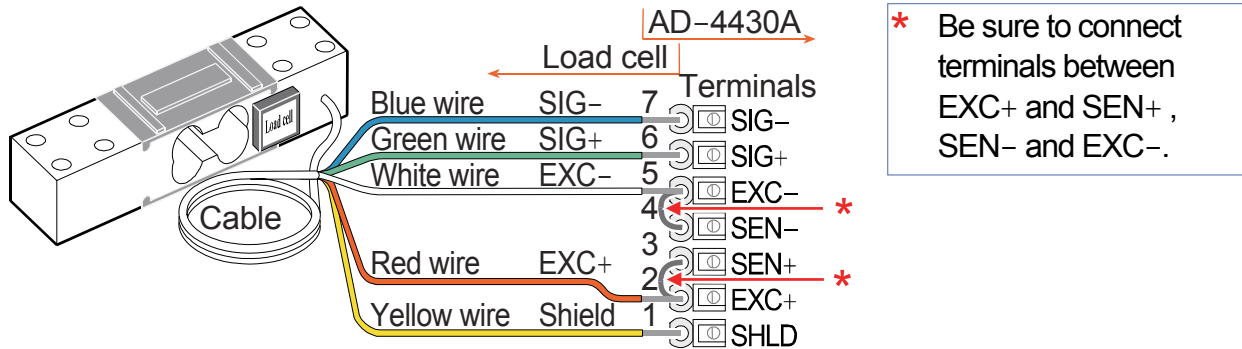 AD-4430A
Load cell
Terminals
Blue wire SIG- 7 SIG-
Green wire SIG+ 6 SIG+
White wire EXC- 5 EXC-
4 SEN-
3 SEN+
Red wire EXC+ 2 EXC+
Yellow wire Shield 1 SHLD
Load cell
Cable
*
*
* Be sure to connect
terminals between
EXC+ and SEN+ ,
SEN- and EXC-.